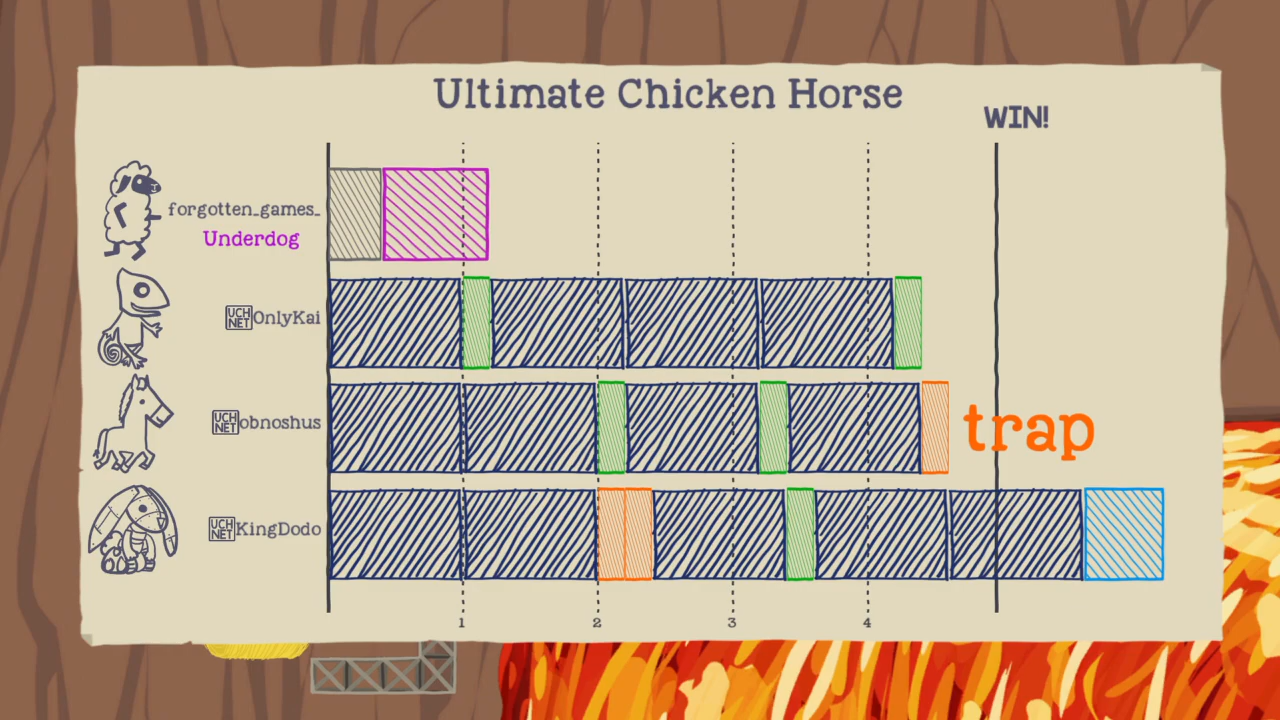 Ultimate Chicken Horse
WIN!
forgotten_games_
Underdog
UCH NET OnlyKai
UCH NET obnoshus
trap
UCH NET KingDodo
1 2 3 4